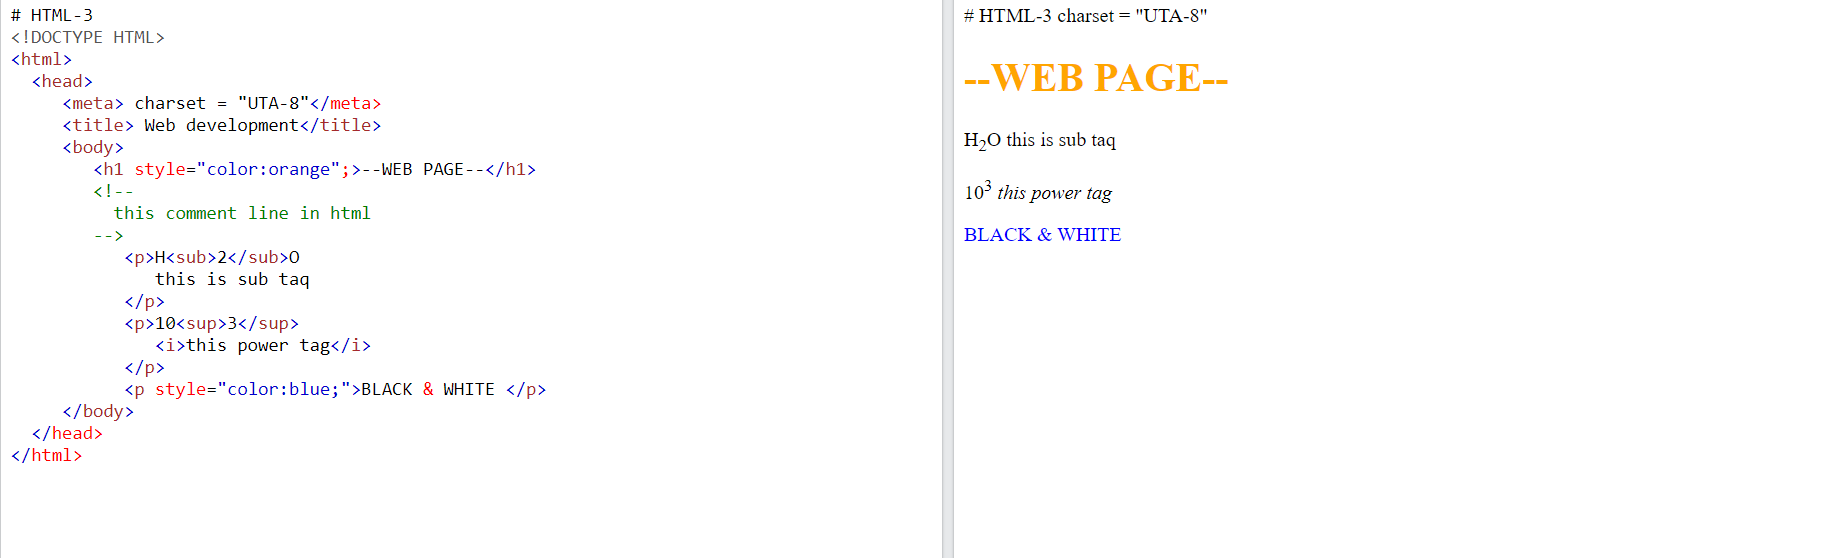 # HTML-3
<!DOCTYPE HTML>
<html>
<head>
<meta> charset = "UTA-8"</meta>
<title> Web development</title>
<body>
<h1 style="color:orange";>--WEB PAGE--</h1>
<!--
this comment line in html
-->
<p>H<sub>2</sub>O
this is sub taq
</p>
<p>10<sup>3</sup>
<i>this power tag</i>
</p>
<p style="color:blue;">BLACK & WHITE </p>
</body>
</head>
</html>
# HTML-3 charset = "UTA-8"
--WEB PAGE--
H₂O this is sub taq
10³ this power tag
BLACK & WHITE